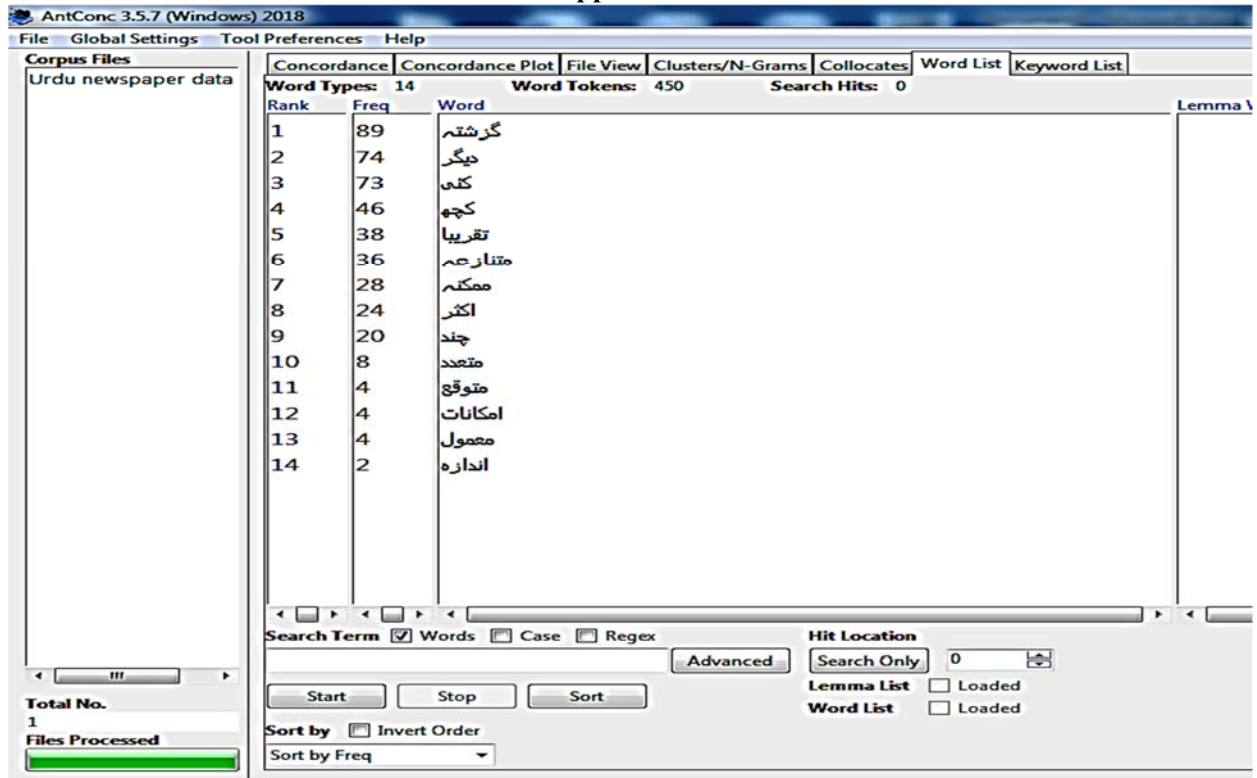 AntConc 3.5.7 (Windows) 2018
File Global Settings Tool Preferences Help
Corpus Files
Urdu newspaper data
Concordance Concordance Plot File View Clusters/N-Grams Collocates Word List Keyword List
Word Types: 14 Word Tokens: 450 Search Hits: 0
Rank Freq Word Lemma
1 89 گزشتہ
2 74 دیگر
3 73 کئی
4 46 کچھ
5 38 تقریبا
6 36 متنازعہ
7 28 ممکنہ
8 24 اکثر
9 20 چند
10 8 متعدد
11 4 متوقع
12 4 امکانات
13 4 معمول
14 2 اندازہ
Search Term Words Case Regex Hit Location
Advanced Search Only 0
Start Stop Sort Lemma List Loaded
Word List Loaded
Total No.
1
Files Processed
Sort by Invert Order
Sort by Freq